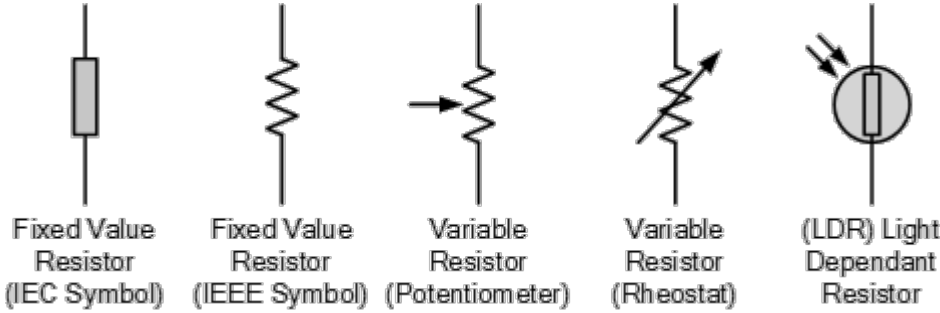 Fixed Value
Resistor
(IEC Symbol)
Fixed Value
Resistor
(IEEE Symbol)
Variable
Resistor
(Potentiometer)
Variable
Resistor
(Rheostat)
(LDR) Light
Dependant
Resistor